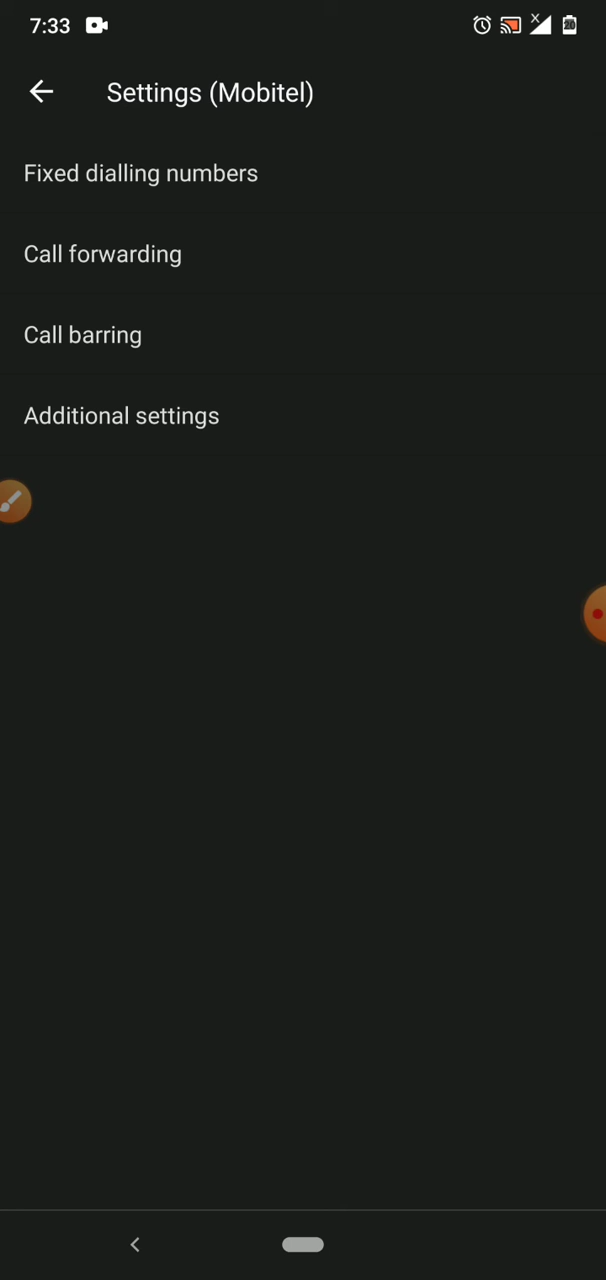 7:33
Settings (Mobitel)
Fixed dialling numbers
Call forwarding
Call barring
Additional settings